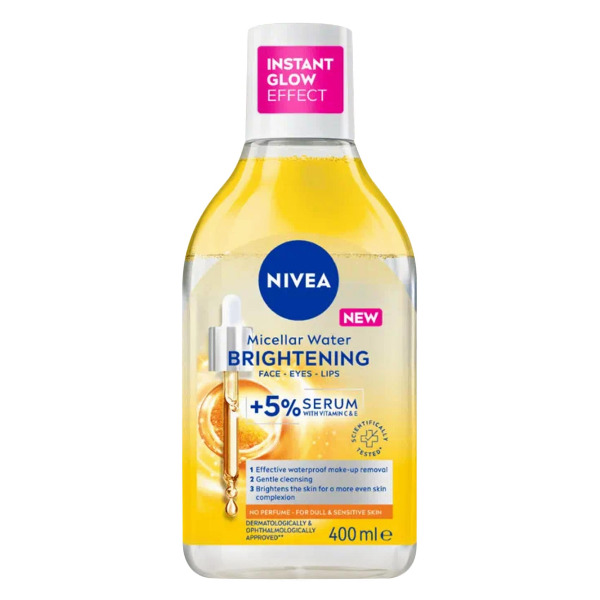 INSTANT
GLOW
EFFECT
NIVEA
NEW
Micellar Water
BRIGHTENING
FACE - EYES - LIPS
+5% SERUM
WITH VITAMIN C & E
SCIENTIFICALLY
TESTED*
1 Effective waterproof make-up removal
2 Gentle cleansing
3 Brightens the skin for a more even skin
complexion
NO PERFUME - FOR DULL & SENSITIVE SKIN
DERMATOLOGICALLY &
OPHTHALMOLOGICALLY
APPROVED**
400 ml e